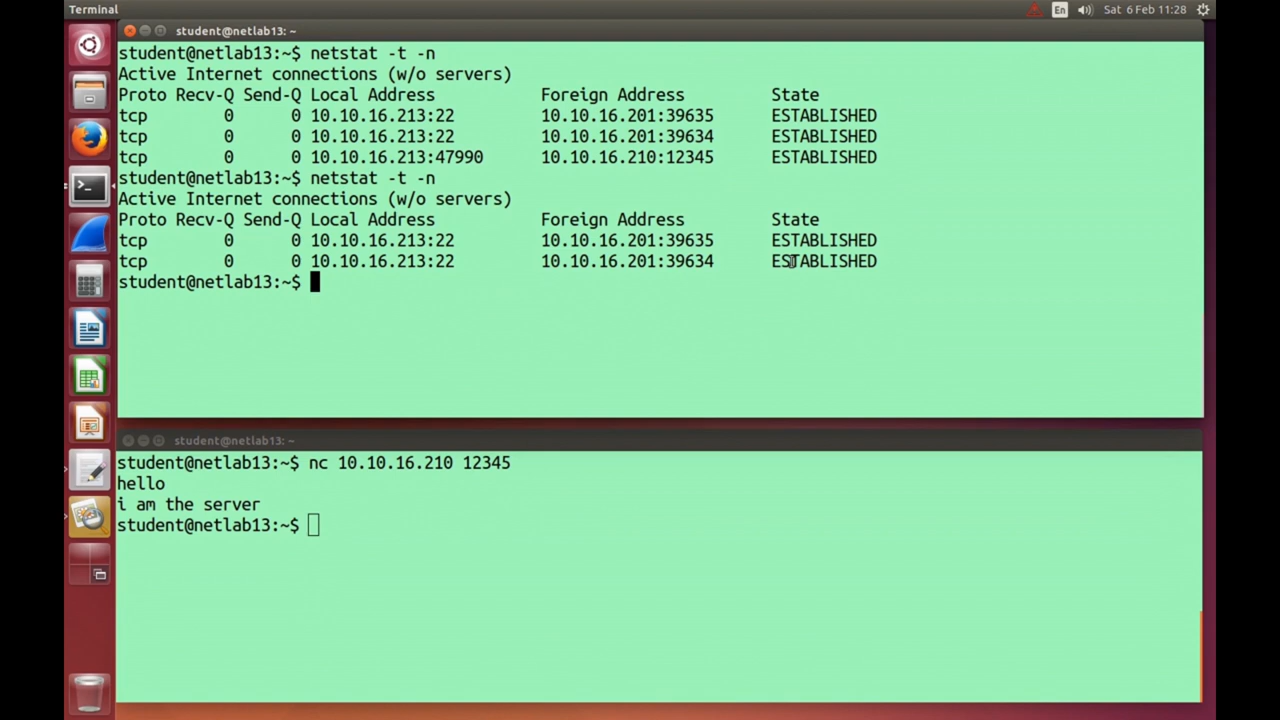 Terminal
En
Sat 6 Feb 11:28
student@netlab13: ~
student@netlab13:~$ netstat -t -n
Active Internet connections (w/o servers)
Proto Recv-Q Send-Q Local Address Foreign Address State
tcp 0 0 10.10.16.213:22 10.10.16.201:39635 ESTABLISHED
tcp 0 0 10.10.16.213:22 10.10.16.201:39634 ESTABLISHED
tcp 0 0 10.10.16.213:47990 10.10.16.210:12345 ESTABLISHED
student@netlab13:~$ netstat -t -n
Active Internet connections (w/o servers)
Proto Recv-Q Send-Q Local Address Foreign Address State
tcp 0 0 10.10.16.213:22 10.10.16.201:39635 ESTABLISHED
tcp 0 0 10.10.16.213:22 10.10.16.201:39634 ESTABLISHED
student@netlab13:~$
student@netlab13: ~
student@netlab13:~$ nc 10.10.16.210 12345
hello
i am the server
student@netlab13:~$